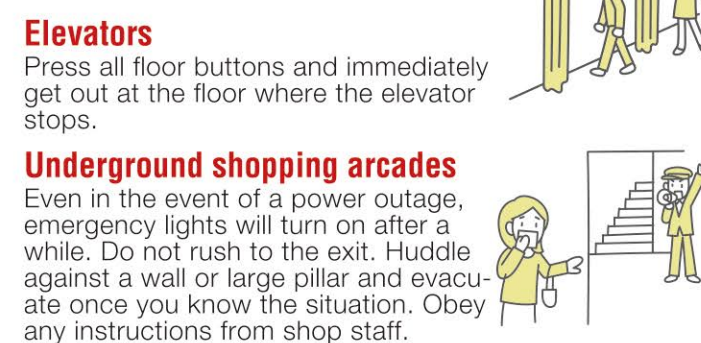 Elevators
Press all floor buttons and immediately
get out at the floor where the elevator
stops.
Underground shopping arcades
Even in the event of a power outage,
emergency lights will turn on after a
while. Do not rush to the exit. Huddle
against a wall or large pillar and evacu-
ate once you know the situation. Obey
any instructions from shop staff.